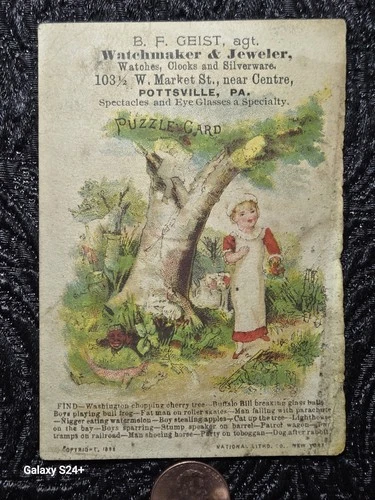 B. F. GEIST, agt.
Watchmaker & Jeweler,
Watches, Clocks and Silverware.
103½ W. Market St., near Centre,
POTTSVILLE, PA.
Spectacles and Eye Glasses a Specialty.
PUZZLE CARD
FIND—Washington chopping cherry tree—Buffalo Bill breaking glass balls
Boys playing bull frog—Fat man on roller skates—Man falling with parachute
—Nigger eating watermelon—Boy stealing apples—Cat up the tree—Lighthouse
on the bay—Boys sparring—Stump speaker on barrel—Patrol wagon—
tramps on railroad—Man shoeing horse—Party on toboggan—Dog after rabbit
COPYRIGHT, NATIONAL LITHO. CO. NEW YORK
Galaxy S24+